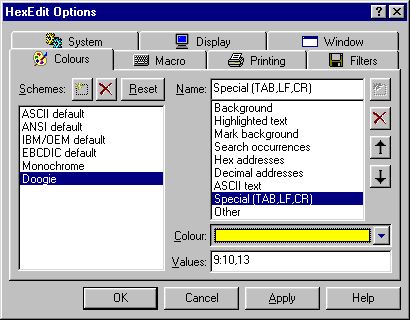 HexEdit Options
System Display Window
Colours Macro Printing Filters
Schemes: Reset Name: Special (TAB,LF,CR)
ASCII default
ANSI default
IBM/OEM default
EBCDIC default
Monochrome
Doogie
Background
Highlighted text
Mark background
Search occurrences
Hex addresses
Decimal addresses
ASCII text
Special (TAB,LF,CR)
Other
Colour:
Values: 9:10,13
OK Cancel Apply Help